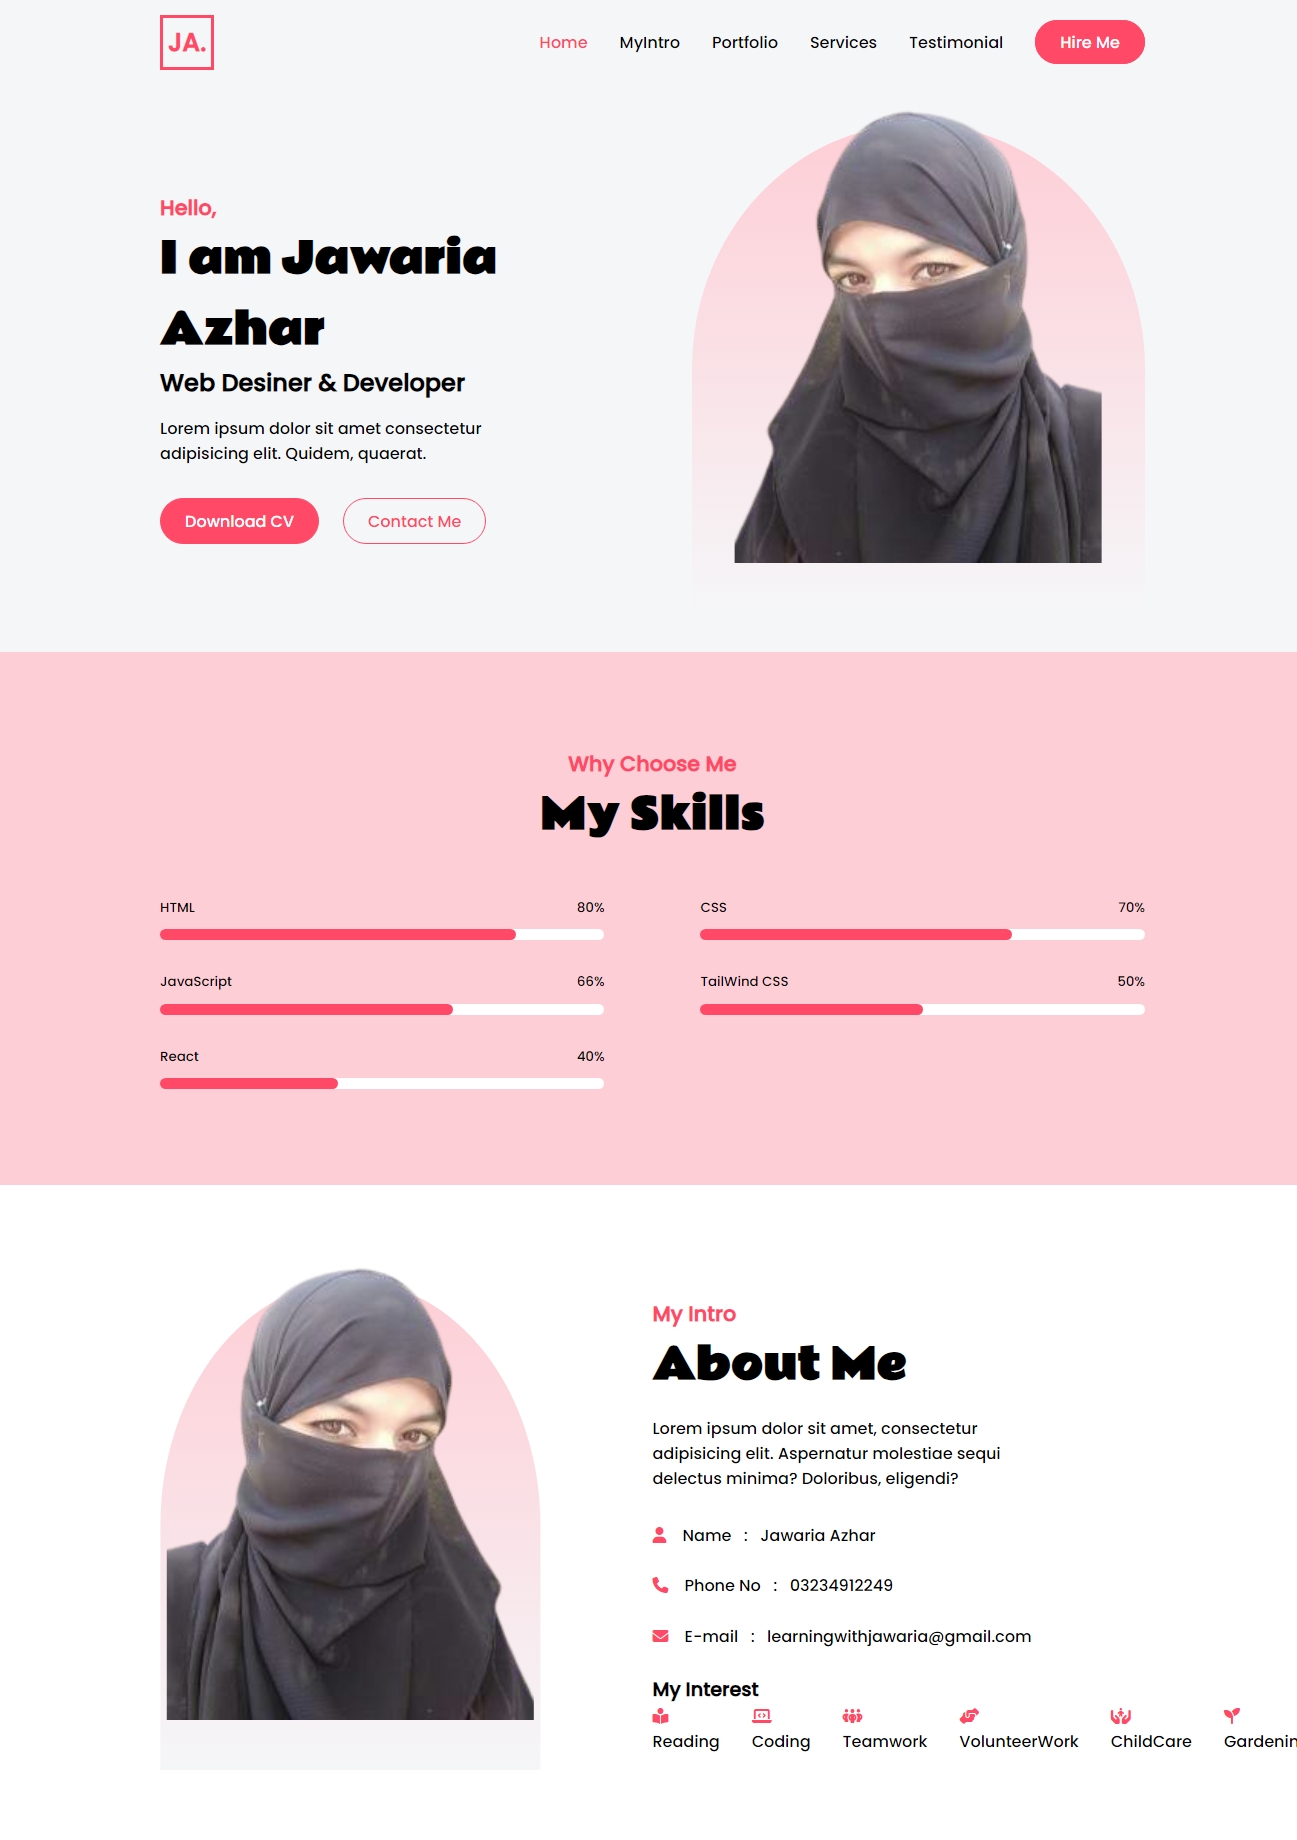 JA.
Home MyIntro Portfolio Services Testimonial Hire Me
Hello,
I am Jawaria
Azhar
Web Desiner & Developer
Lorem ipsum dolor sit amet consectetur
adipisicing elit. Quidem, quaerat.
Download CV Contact Me
Why Choose Me
My Skills
HTML 80% CSS 70%
JavaScript 66% TailWind CSS 50%
React 40%
My Intro
About Me
Lorem ipsum dolor sit amet, consectetur
adipisicing elit. Aspernatur molestiae sequi
delectus minima? Doloribus, eligendi?
Name : Jawaria Azhar
Phone No : 03234912249
E-mail : learningwithjawaria@gmail.com
My Interest
Reading Coding Teamwork VolunteerWork ChildCare Gardenin